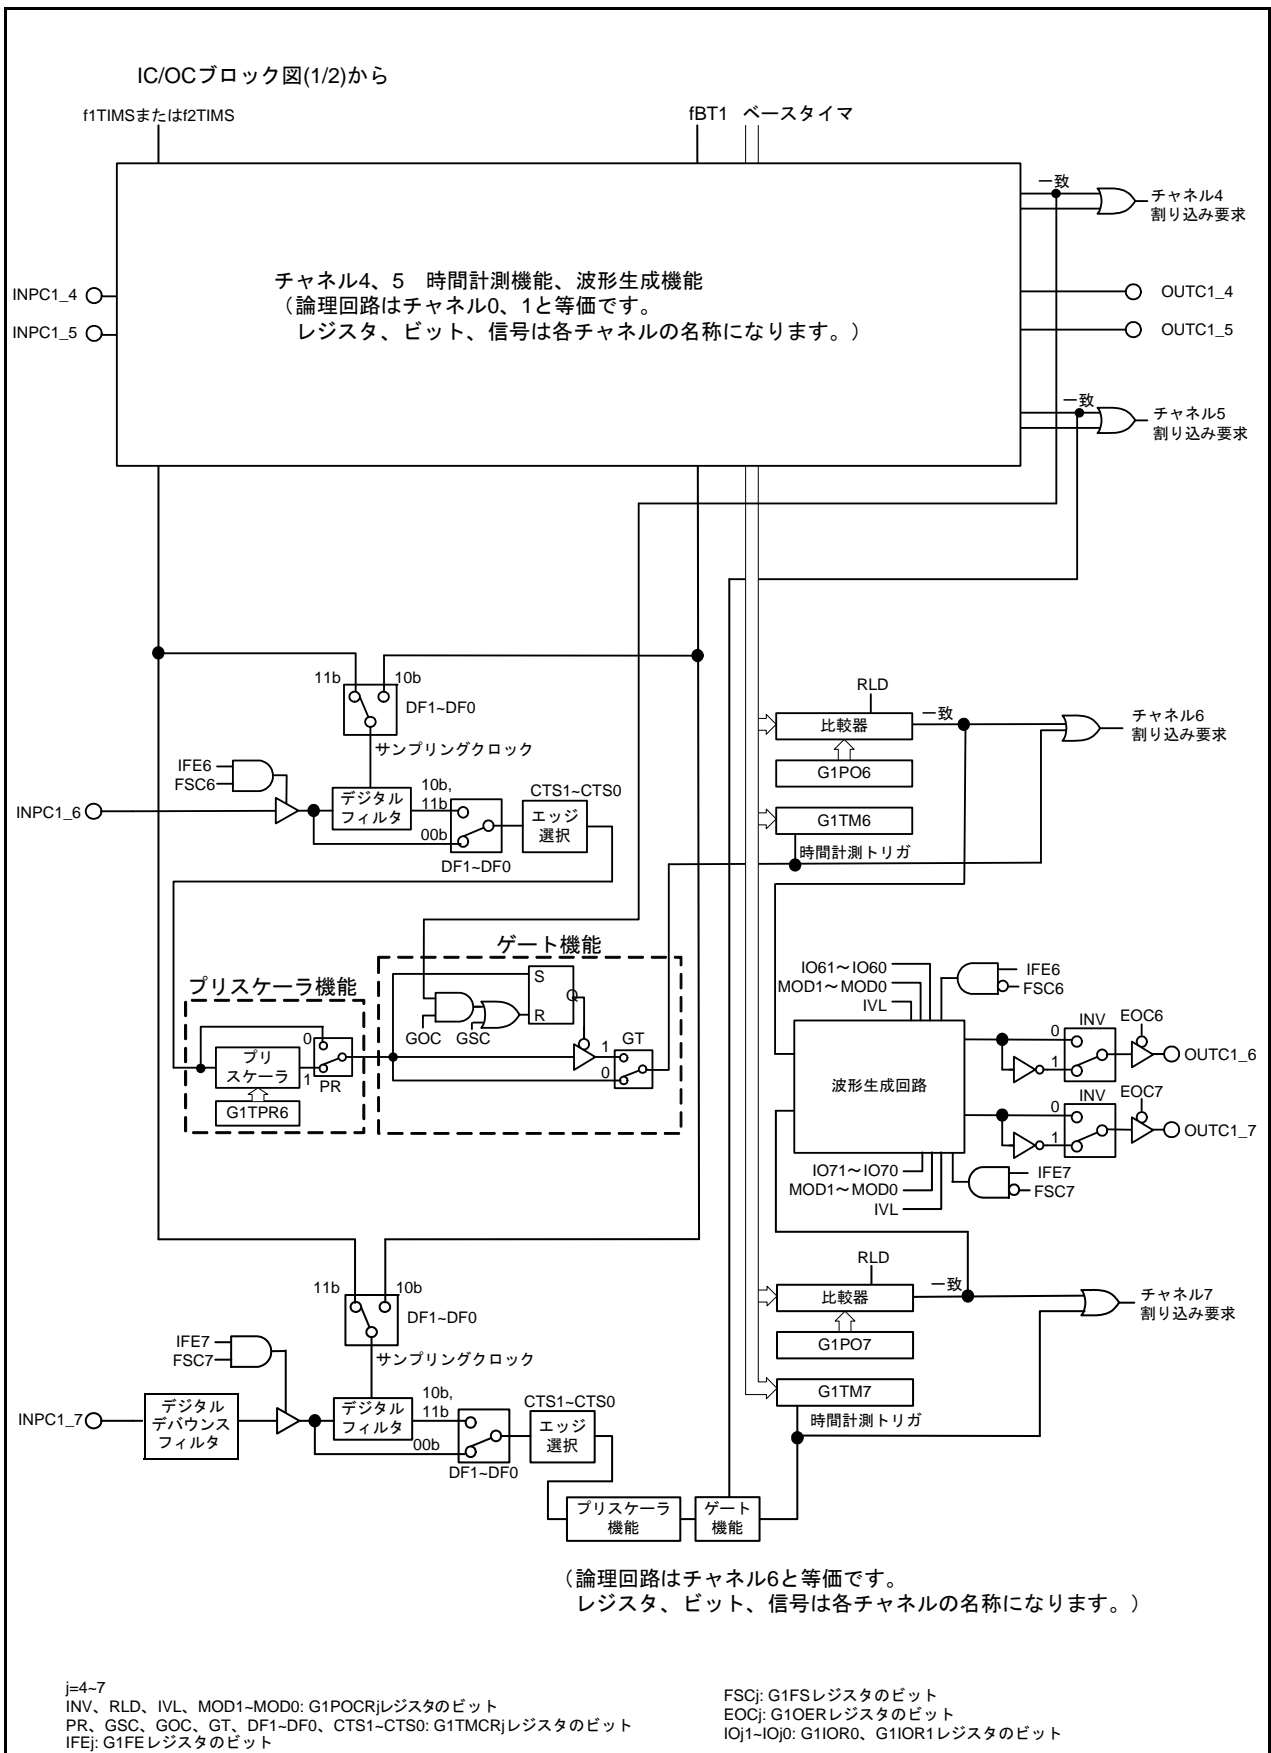 IC/OCブロック図(1/2)から
f1TIMSまたはf2TIMS
fBT1
ベースタイマ
一致
チャネル4
割り込み要求
チャネル4、5　時間計測機能、波形生成機能
（論理回路はチャネル0、1と等価です。
レジスタ、ビット、信号は各チャネルの名称になります。）
INPC1_4
INPC1_5
OUTC1_4
OUTC1_5
一致
チャネル5
割り込み要求
11b
10b
DF1~DF0
サンプリングクロック
IFE6
FSC6
INPC1_6
デジタル
フィルタ
10b,
11b
00b
DF1~DF0
CTS1~CTS0
エッジ
選択
RLD
比較器
一致
チャネル6
割り込み要求
G1PO6
G1TM6
時間計測トリガ
プリスケーラ機能
0
プリ
スケーラ
1
PR
G1TPR6
ゲート機能
S
Q
R
GOC
GSC
1
0
GT
IO61～IO60
MOD1～MOD0
IVL
IFE6
FSC6
波形生成回路
0
1
INV
EOC6
OUTC1_6
0
1
INV
EOC7
OUTC1_7
IO71～IO70
MOD1～MOD0
IVL
IFE7
FSC7
11b
10b
DF1~DF0
サンプリングクロック
IFE7
FSC7
INPC1_7
デジタル
デバウンス
フィルタ
デジタル
フィルタ
10b,
11b
00b
DF1~DF0
CTS1~CTS0
エッジ
選択
RLD
比較器
一致
チャネル7
割り込み要求
G1PO7
G1TM7
時間計測トリガ
プリスケーラ
機能
ゲート
機能
（論理回路はチャネル6と等価です。
レジスタ、ビット、信号は各チャネルの名称になります。）
j=4~7
INV、RLD、IVL、MOD1~MOD0: G1POCRjレジスタのビット
PR、GSC、GOC、GT、DF1~DF0、CTS1~CTS0: G1TMCRjレジスタのビット
IFEj: G1FEレジスタのビット
FSCj: G1FSレジスタのビット
EOCj: G1OERレジスタのビット
IOj1~IOj0: G1IOR0、G1IOR1レジスタのビット